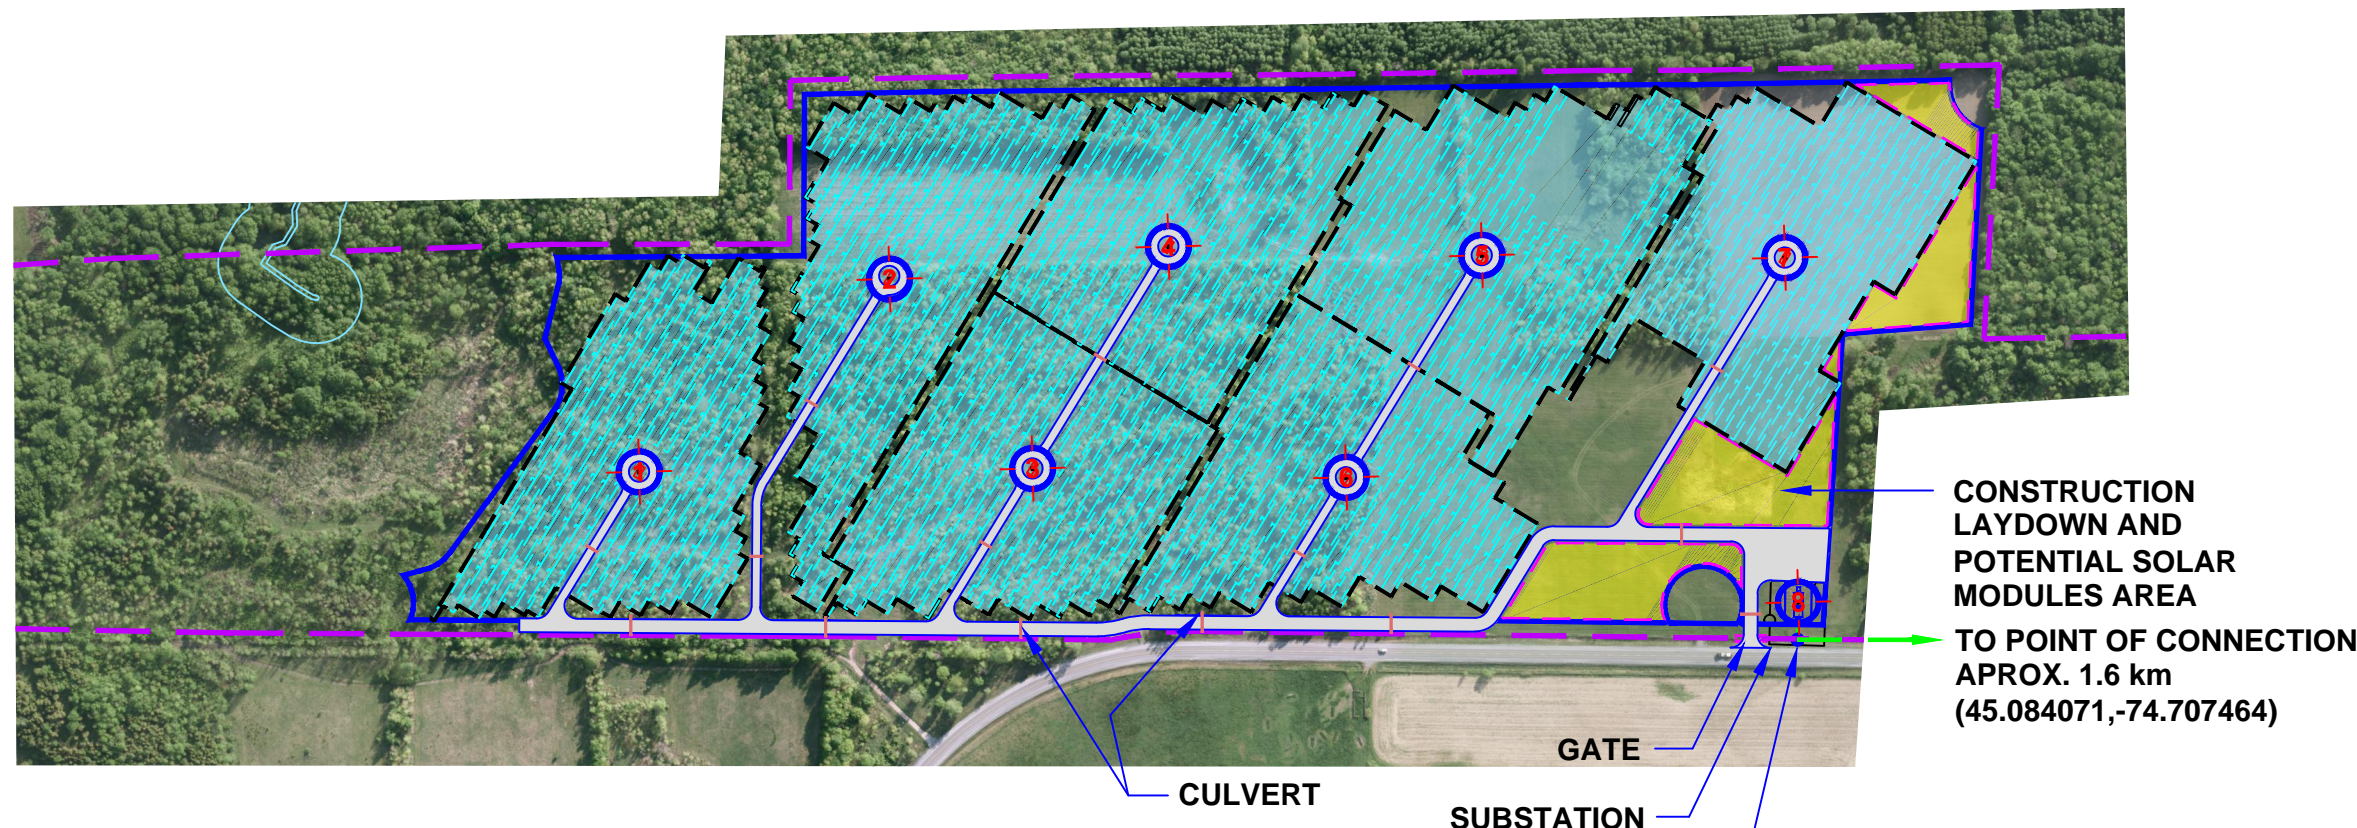 2
4
5
7
1
3
6
8
CONSTRUCTION
LAYDOWN AND
POTENTIAL SOLAR
MODULES AREA
TO POINT OF CONNECTION
APROX. 1.6 km
(45.084071,-74.707464)
GATE
CULVERT
SUBSTATION